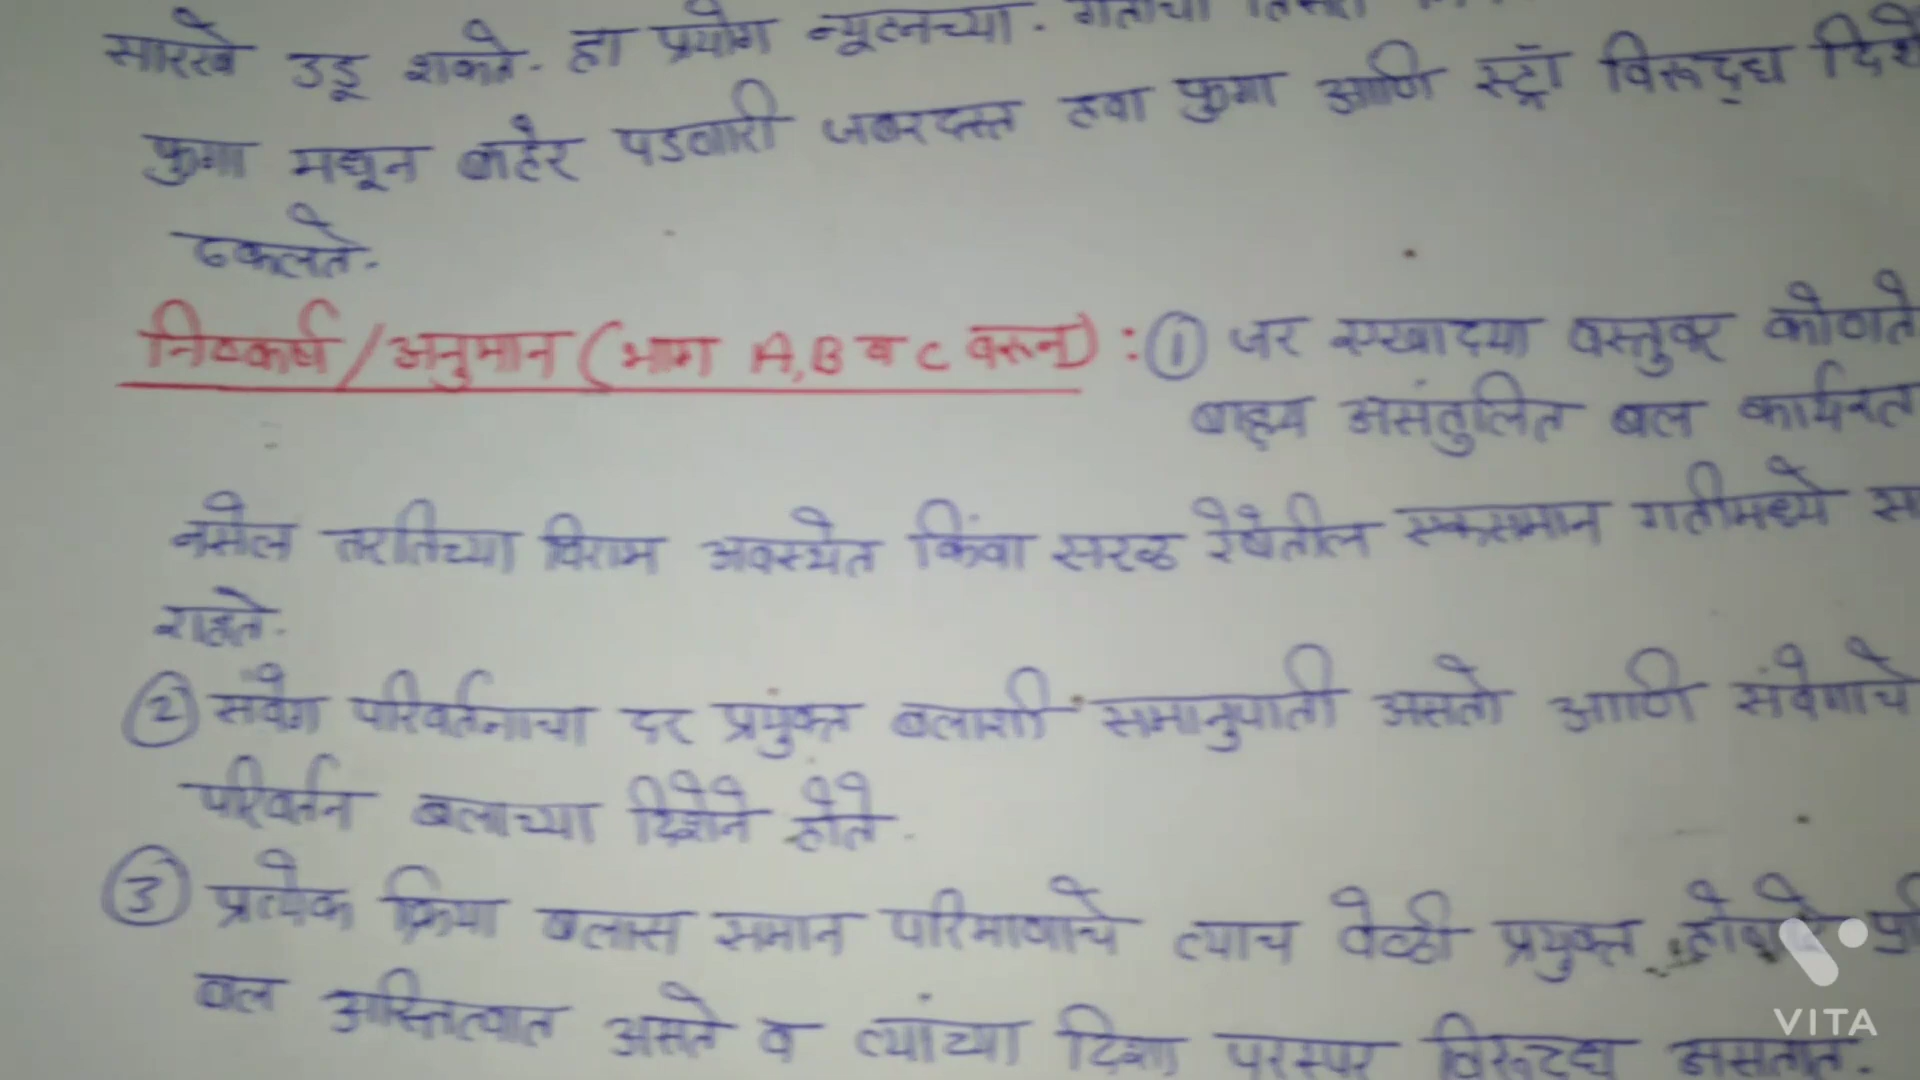 सारखे उडू शकते. हा प्रयोग न्यूटनच्या. गतीचा
फुगा मधून बाहेर पडणारी जबरदस्त हवा फुगा आणि स्ट्रॉ विरूद्ध
ढकलते.
निष्कर्ष/अनुमान (भाग A,B व C वरून) : ① जर एखादया वस्तुवर कोणते
बाह्य असंतुलित बल कार्यरत
नसेल तरतिच्या विराम अवस्थेत किंवा सरळ रेषेतील एकसमान गतीमध्ये
राहते.
② संवेग परिवर्तनाचा दर प्रयुक्त बलाशी समानुपाती असतो आणि संवेगाचे
परिवर्तन बलाच्या दिशेने होते.
③ प्रत्येक क्रिया बलास समान परिमाणाचे त्याच वेळी प्रयुक्त होणारे
बल अस्तित्वात असते व त्यांच्या दिशा परस्पर विरूद्ध असतात.
VITA